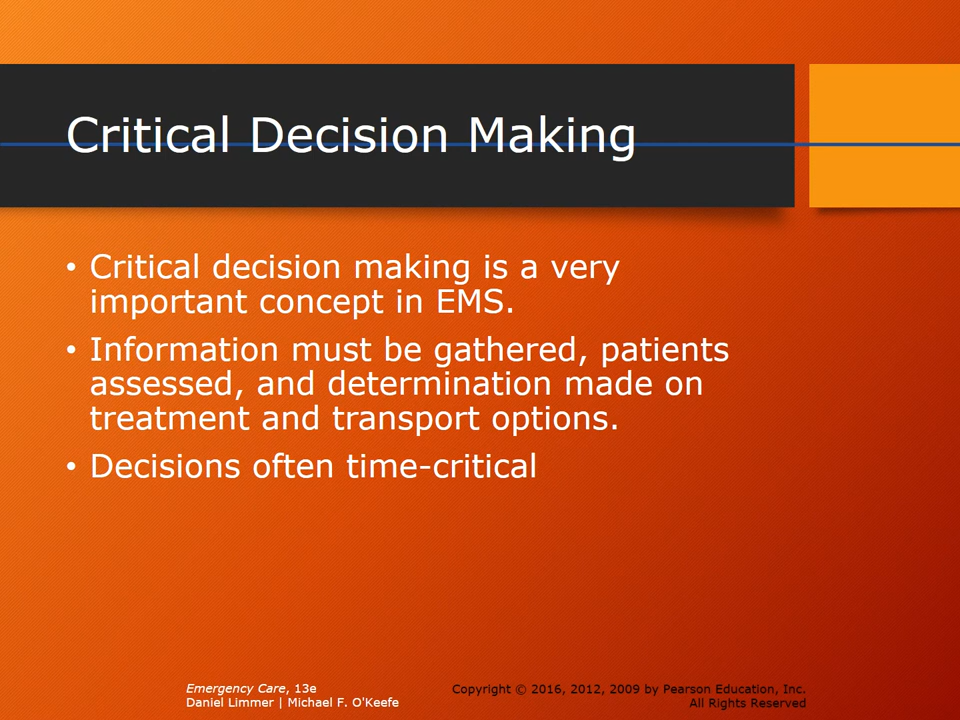 Critical Decision Making
• Critical decision making is a very
important concept in EMS.
• Information must be gathered, patients
assessed, and determination made on
treatment and transport options.
• Decisions often time-critical
Emergency Care, 13e
Daniel Limmer | Michael F. O'Keefe
Copyright © 2016, 2012, 2009 by Pearson Education, Inc.
All Rights Reserved